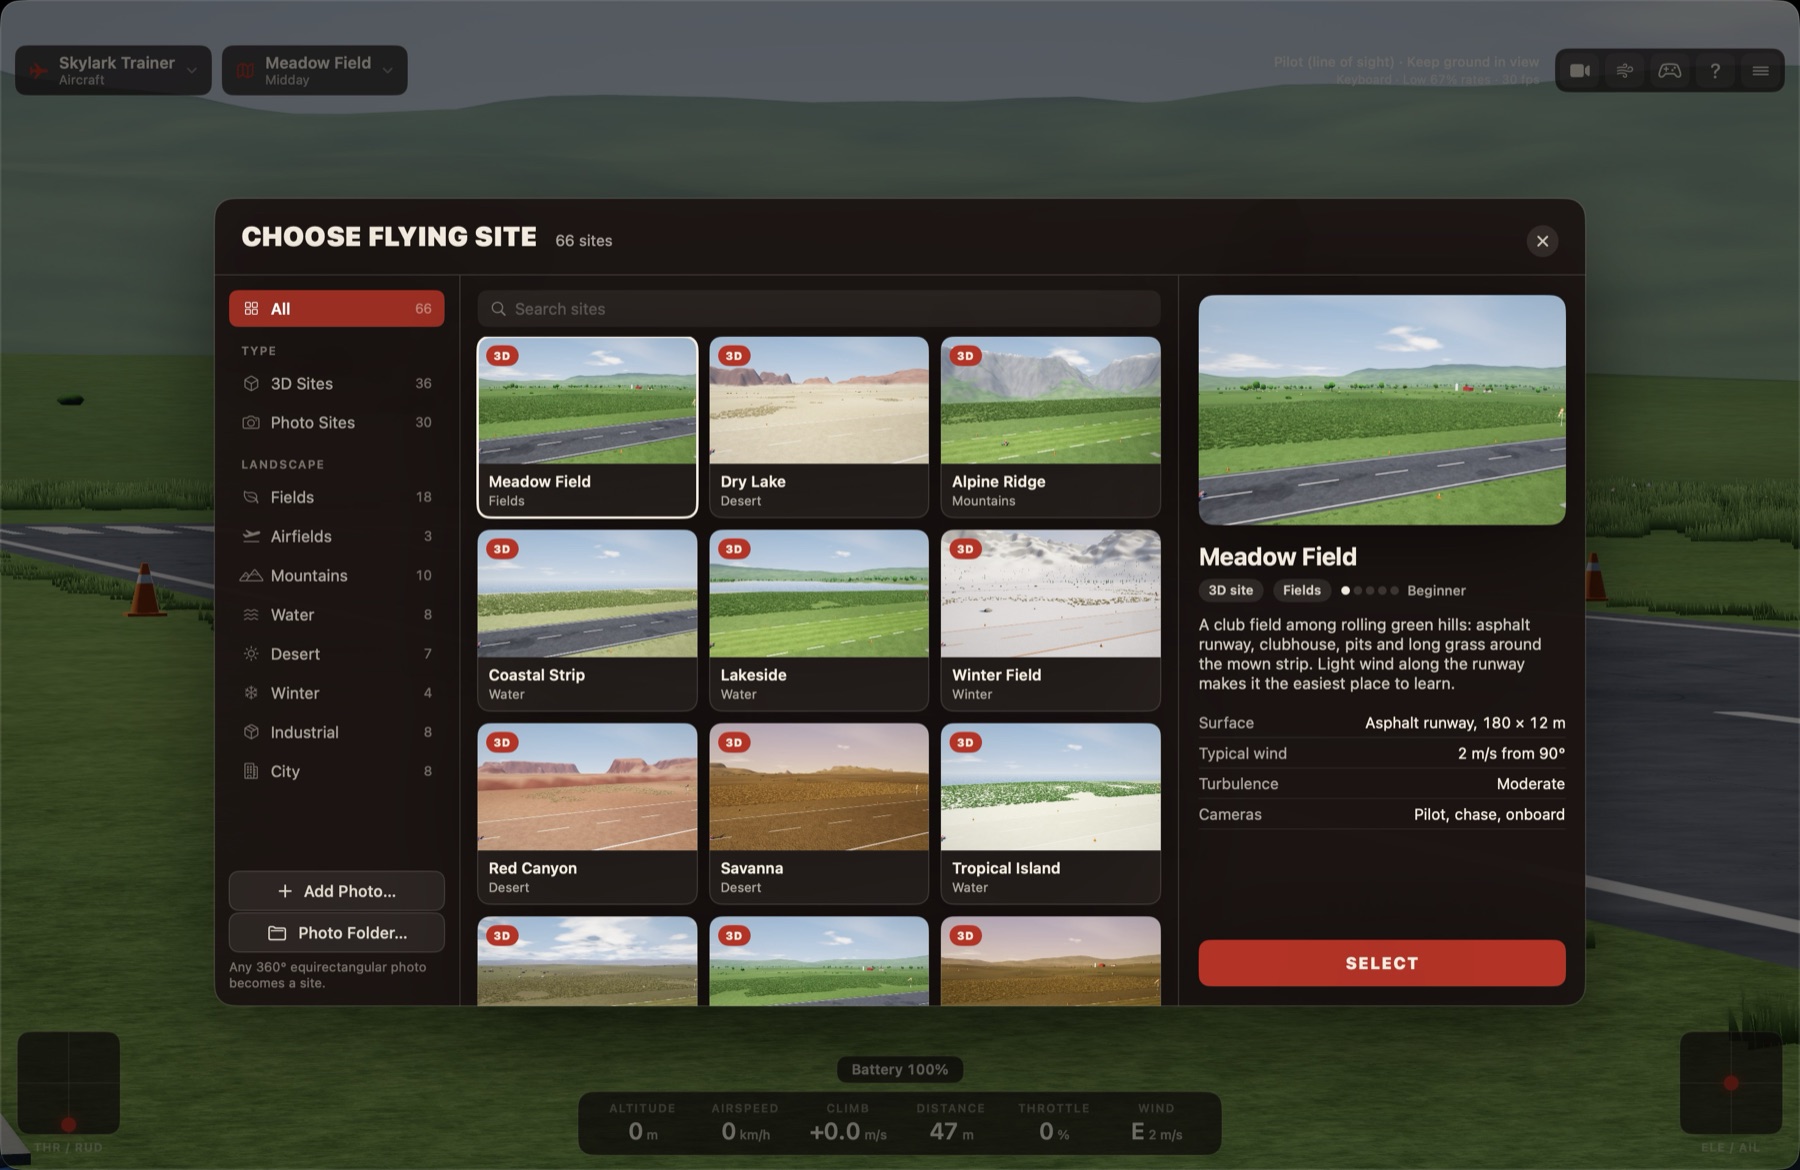 Skylark Trainer
Aircraft
Meadow Field
Midday
Pilot (line of sight) · Keep ground in view
Keyboard · Low 67% rates · 30 fps
?
CHOOSE FLYING SITE
66 sites
All 66
TYPE
3D Sites 36
Photo Sites 30
LANDSCAPE
Fields 18
Airfields 3
Mountains 10
Water 8
Desert 7
Winter 4
Industrial 8
City 8
+ Add Photo...
Photo Folder...
Any 360° equirectangular photo
becomes a site.
Search sites
3D
Meadow Field
Fields
3D
Dry Lake
Desert
3D
Alpine Ridge
Mountains
3D
Coastal Strip
Water
3D
Lakeside
Water
3D
Winter Field
Winter
3D
Red Canyon
Desert
3D
Savanna
Desert
3D
Tropical Island
Water
3D
3D
3D
Meadow Field
3D site Fields Beginner
A club field among rolling green hills: asphalt
runway, clubhouse, pits and long grass around
the mown strip. Light wind along the runway
makes it the easiest place to learn.
Surface Asphalt runway, 180 × 12 m
Typical wind 2 m/s from 90°
Turbulence Moderate
Cameras Pilot, chase, onboard
SELECT
Battery 100%
ALTITUDE AIRSPEED CLIMB DISTANCE THROTTLE WIND
0 m 0 km/h +0.0 m/s 47 m 0 % E 2 m/s
THR / RUD
ELE / AIL